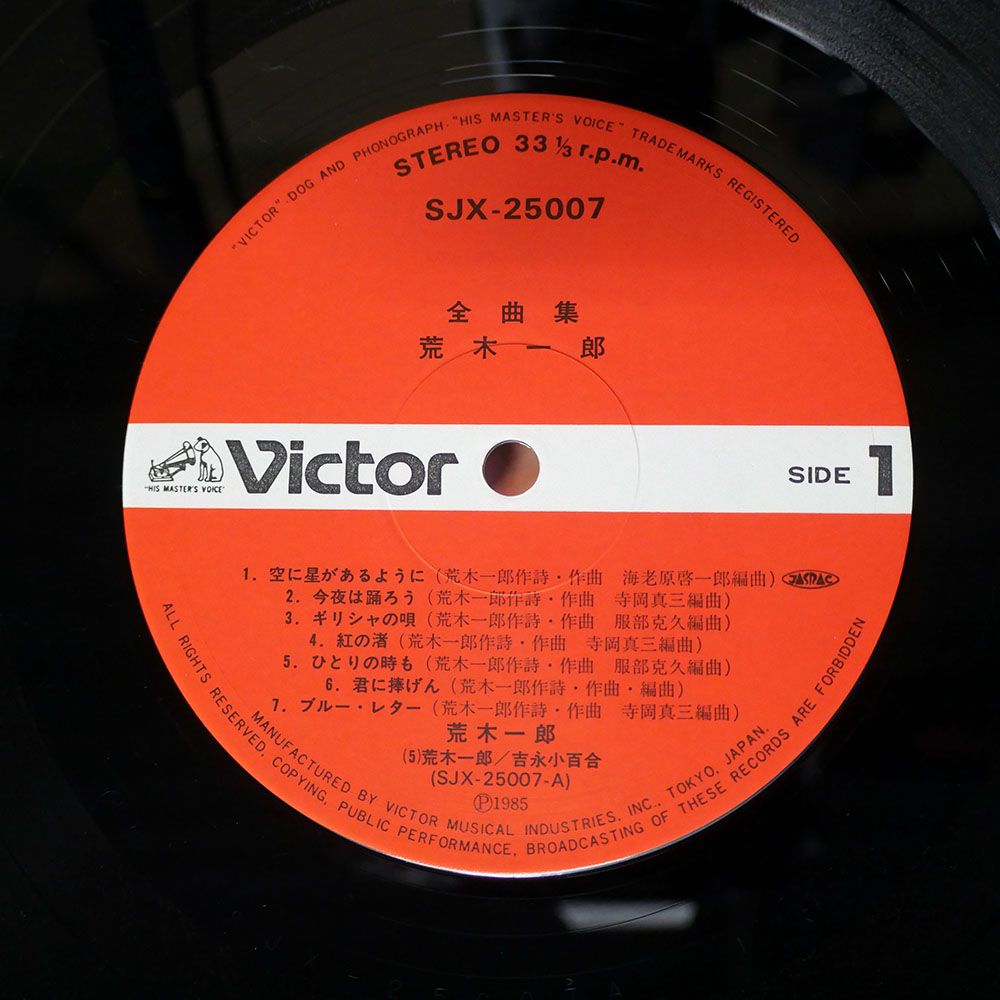 "VICTOR"-DOG AND PHONOGRAPH-"HIS MASTER'S VOICE" TRADEMARKS REGISTERED
STEREO 33 1/3 r.p.m.
SJX-25007
全曲集
荒木一郎
"HIS MASTER'S VOICE"
Victor
SIDE 1
1. 空に星があるように (荒木一郎作詩・作曲 海老原啓一郎編曲) JASRAC
2. 今夜は踊ろう (荒木一郎作詩・作曲 寺岡真三編曲)
3. ギリシャの唄 (荒木一郎作詩・作曲 服部克久編曲)
4. 紅の渚 (荒木一郎作詩・作曲 寺岡真三編曲)
5. ひとりの時も (荒木一郎作詩・作曲 服部克久編曲)
6. 君に捧げん (荒木一郎作詩・作曲・編曲)
7. ブルー・レター (荒木一郎作詩・作曲 寺岡真三編曲)
荒木一郎
(5)荒木一郎/吉永小百合
(SJX-25007-A)
Ⓟ1985
MANUFACTURED BY VICTOR MUSICAL INDUSTRIES, INC., TOKYO, JAPAN.
ALL RIGHTS RESERVED. COPYING, PUBLIC PERFORMANCE, BROADCASTING OF THESE RECORDS ARE FORBIDDEN